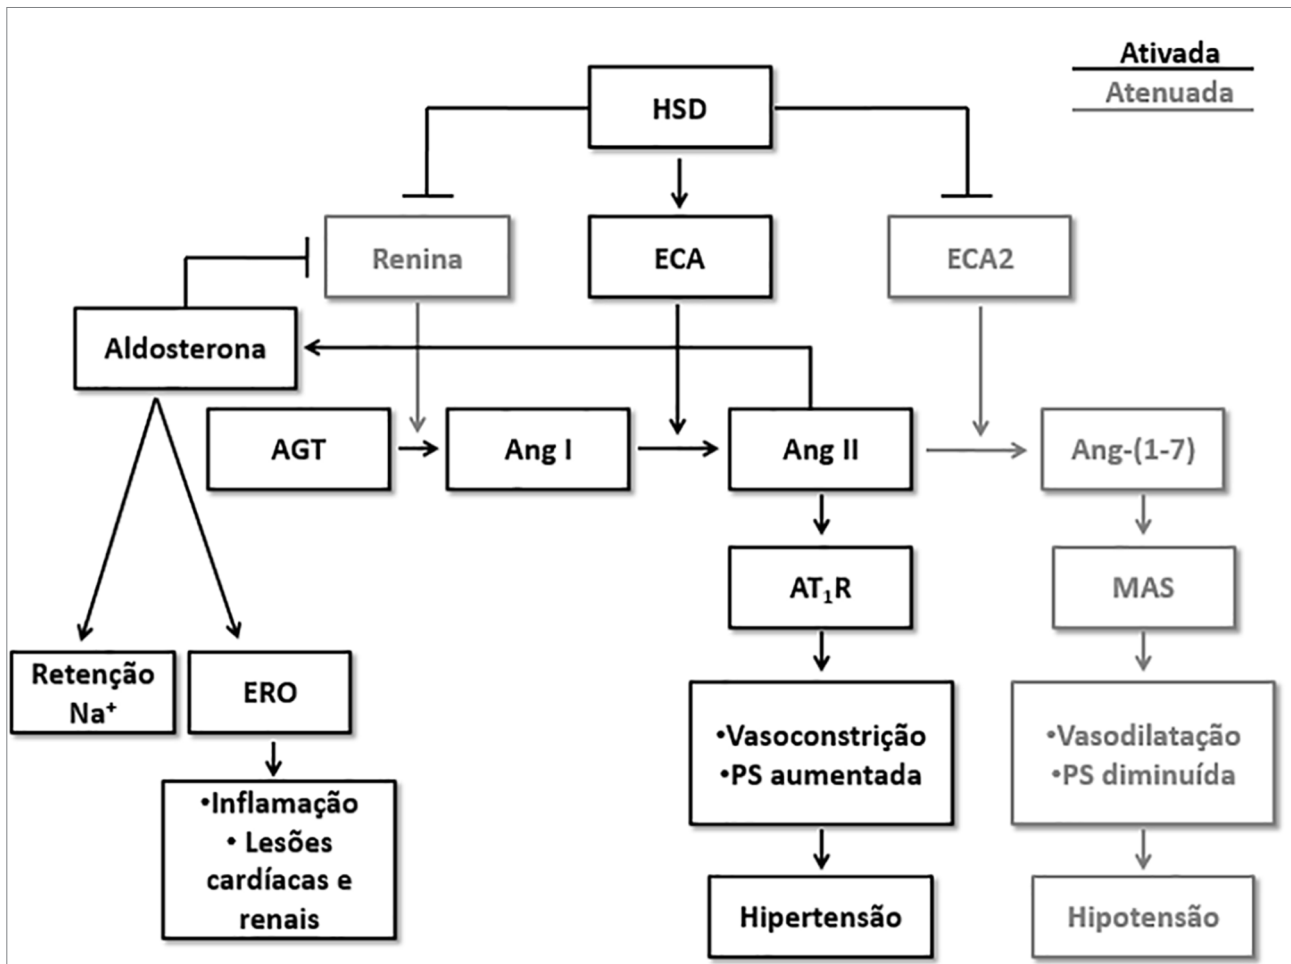 Ativada
Atenuada
HSD
Renina
ECA
ECA2
Aldosterona
AGT
Ang I
Ang II
Ang-(1-7)
AT₁R
MAS
Retenção
Na⁺
ERO
•Vasoconstrição
•PS aumentada
•Vasodilatação
•PS diminuída
•Inflamação
• Lesões
cardíacas e
renais
Hipertensão
Hipotensão